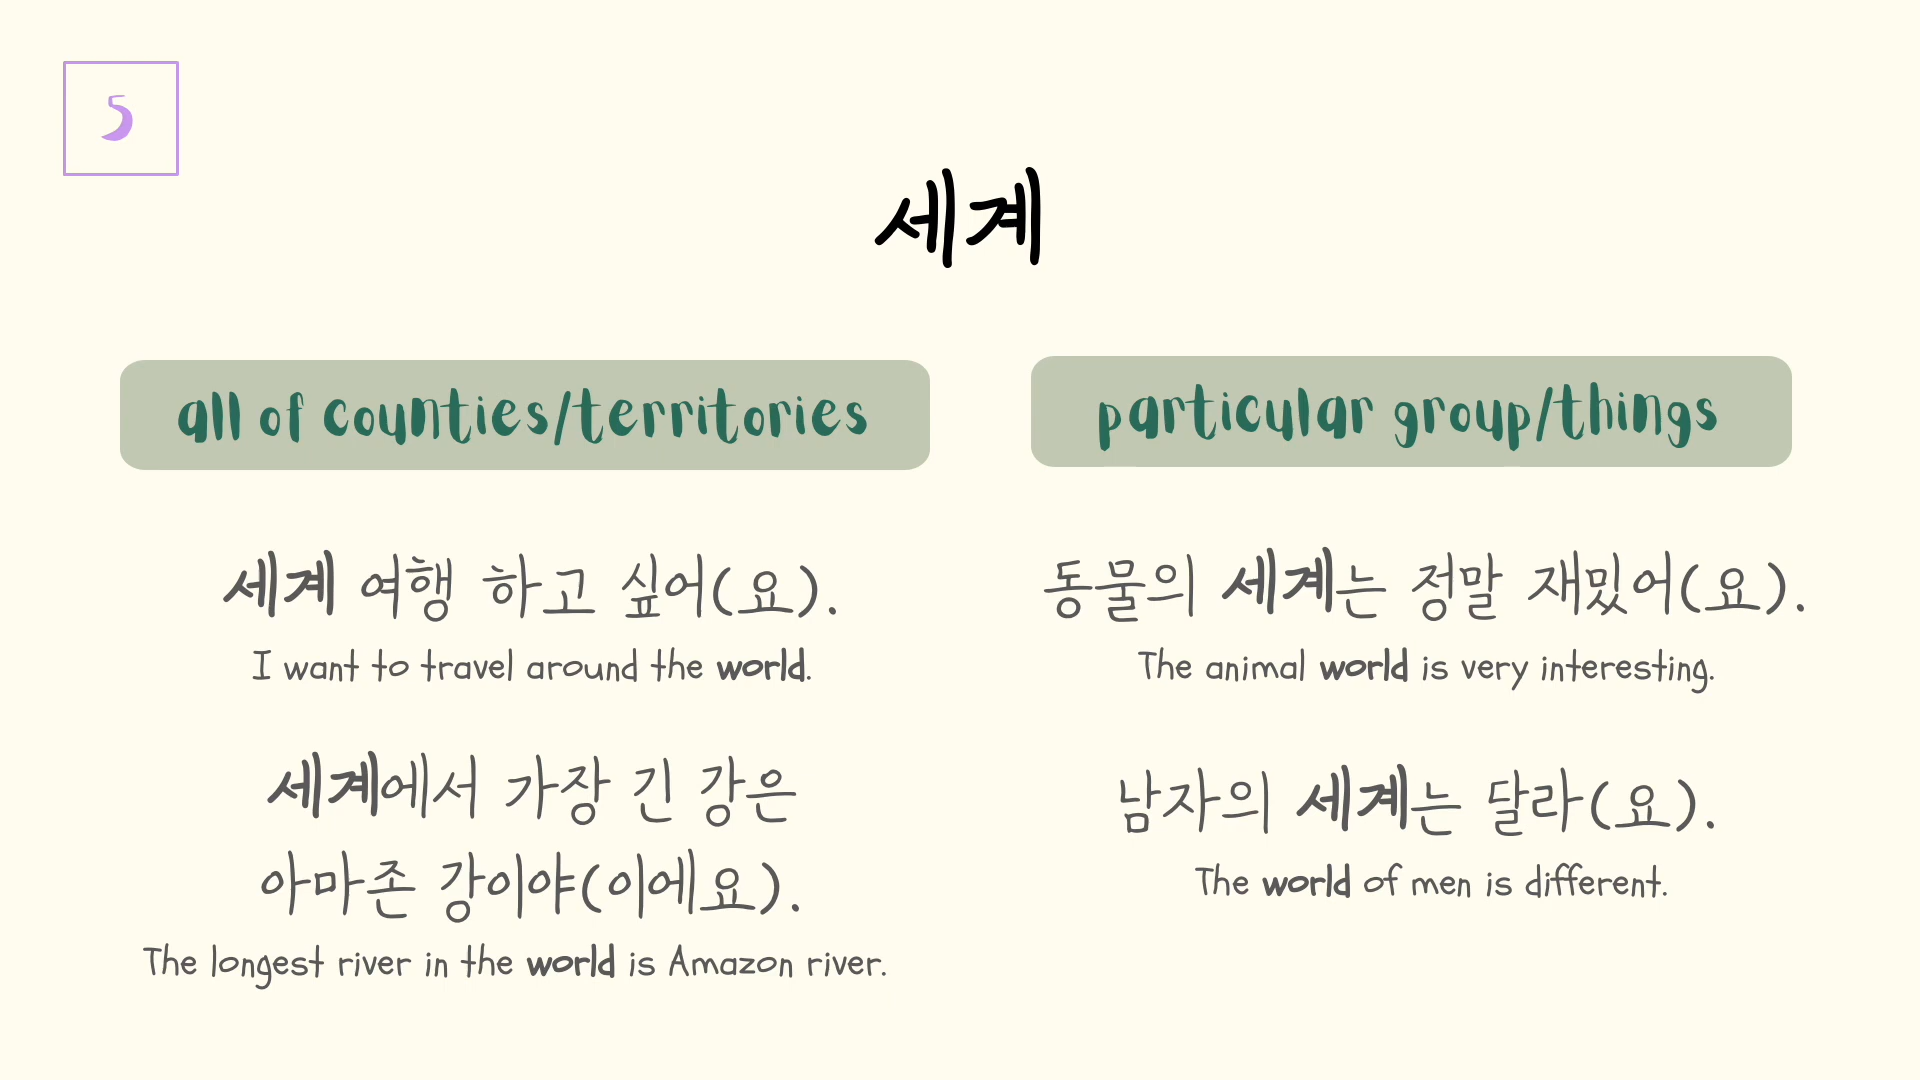 5
세계
all of counties/territories
세계 여행 하고 싶어(요).
I want to travel around the world.
세계에서 가장 긴 강은
아마존 강이야(이에요).
The longest river in the world is Amazon river.
particular group/things
동물의 세계는 정말 재밌어(요).
The animal world is very interesting.
남자의 세계는 달라(요).
The world of men is different.